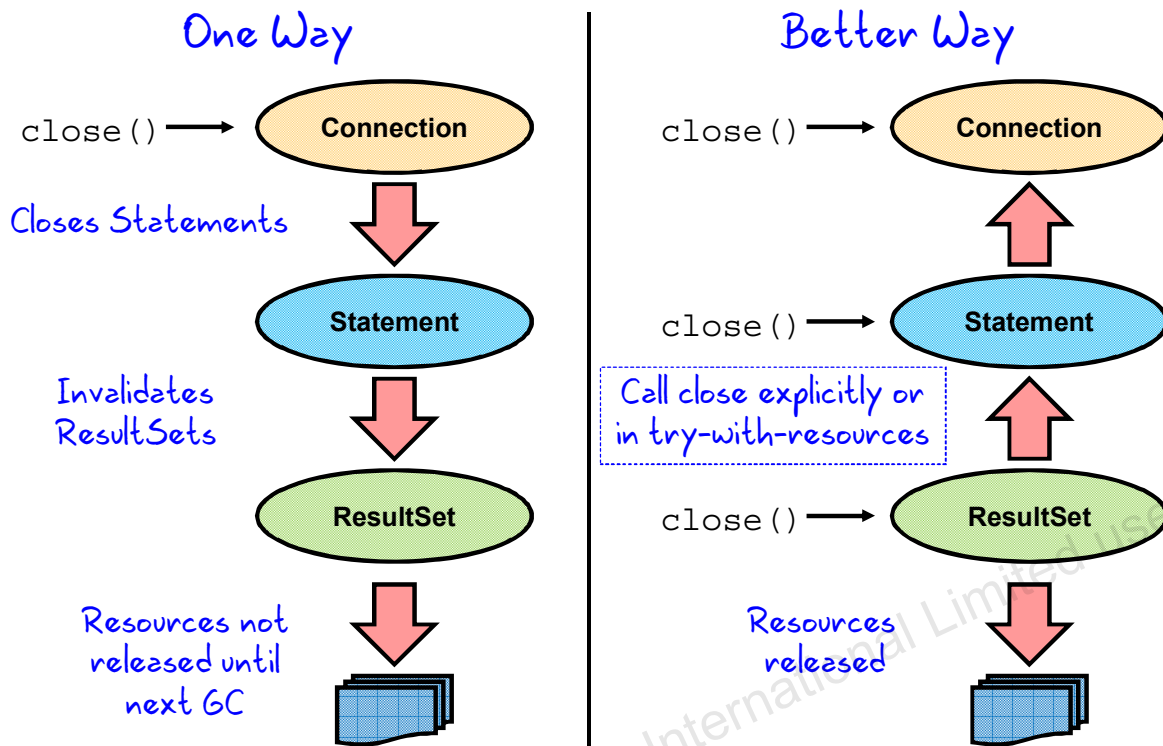 One Way
close()
Connection
Closes Statements
Statement
Invalidates
ResultSets
ResultSet
Resources not
released until
next GC
Better Way
close()
Connection
close()
Statement
Call close explicitly or
in try-with-resources
close()
ResultSet
Resources
released
International Limited use